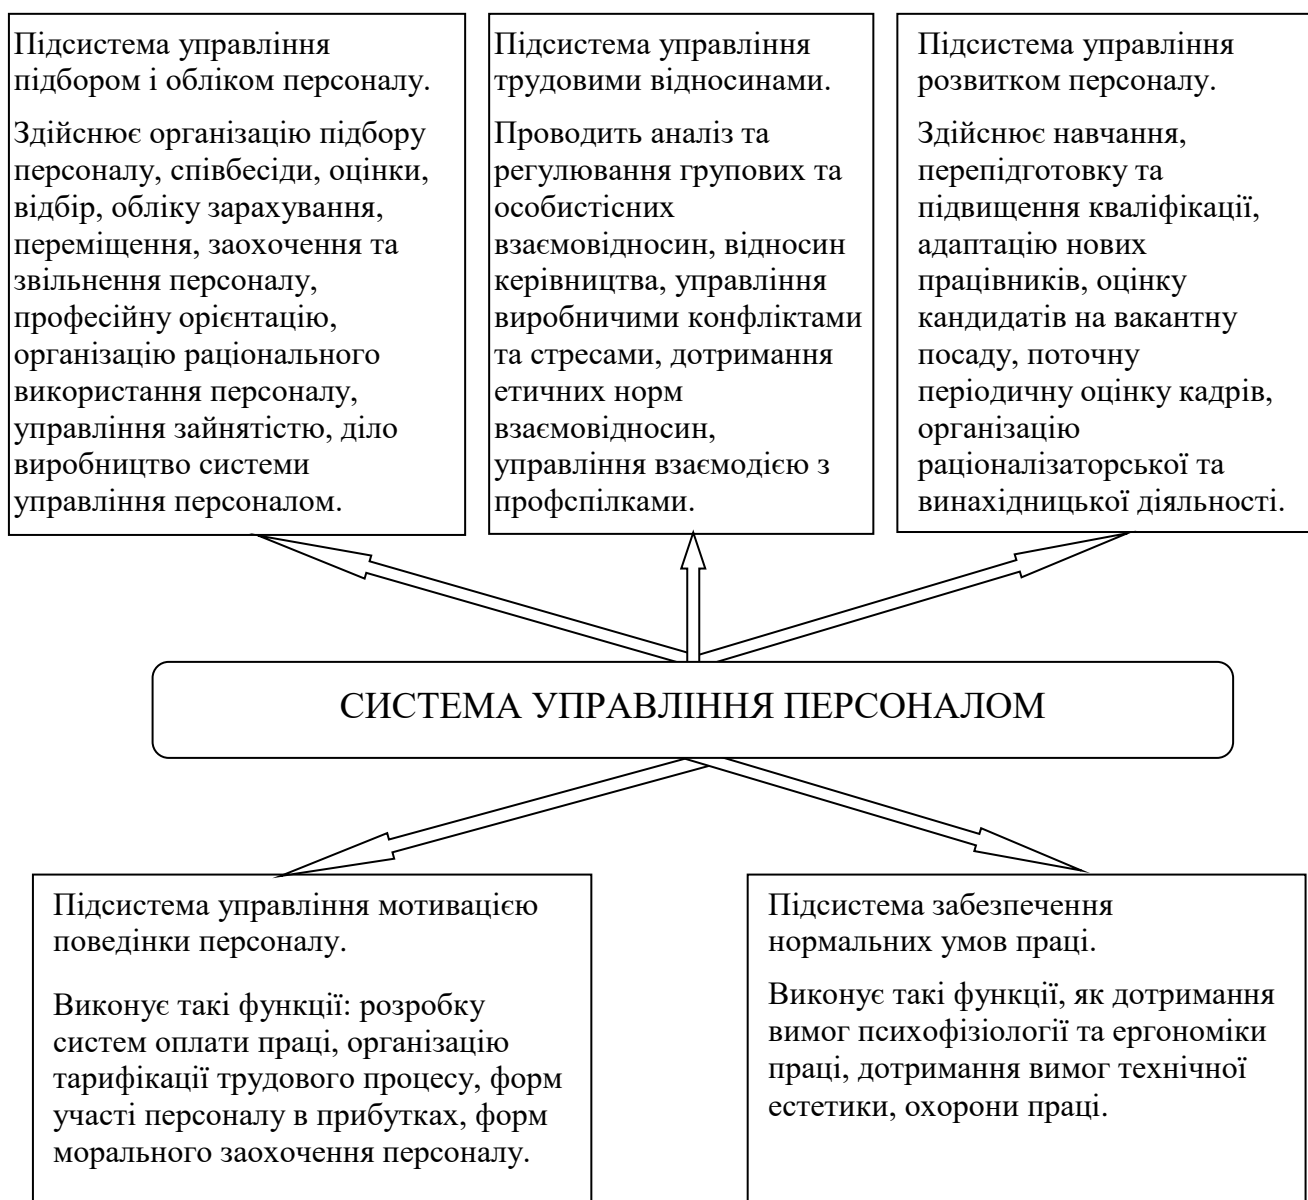 Підсистема управління
підбором і обліком персоналу.
Здійснює організацію підбору
персоналу, співбесіди, оцінки,
відбір, обліку зарахування,
переміщення, заохочення та
звільнення персоналу,
професійну орієнтацію,
організацію раціонального
використання персоналу,
управління зайнятістю, діло
виробництво системи
управління персоналом.
Підсистема управління
трудовими відносинами.
Проводить аналіз та
регулювання групових та
особистісних
взаємовідносин, відносин
керівництва, управління
виробничими конфліктами
та стресами, дотримання
етичних норм
взаємовідносин,
управління взаємодією з
профспілками.
Підсистема управління
розвитком персоналу.
Здійснює навчання,
перепідготовку та
підвищення кваліфікації,
адаптацію нових
працівників, оцінку
кандидатів на вакантну
посаду, поточну
періодичну оцінку кадрів,
організацію
раціоналізаторської та
винахідницької діяльності.
СИСТЕМА УПРАВЛІННЯ ПЕРСОНАЛОМ
Підсистема управління мотивацією
поведінки персоналу.
Виконує такі функції: розробку
систем оплати праці, організацію
тарифікації трудового процесу, форм
участі персоналу в прибутках, форм
морального заохочення персоналу.
Підсистема забезпечення
нормальних умов праці.
Виконує такі функції, як дотримання
вимог психофізіології та ергономіки
праці, дотримання вимог технічної
естетики, охорони праці.